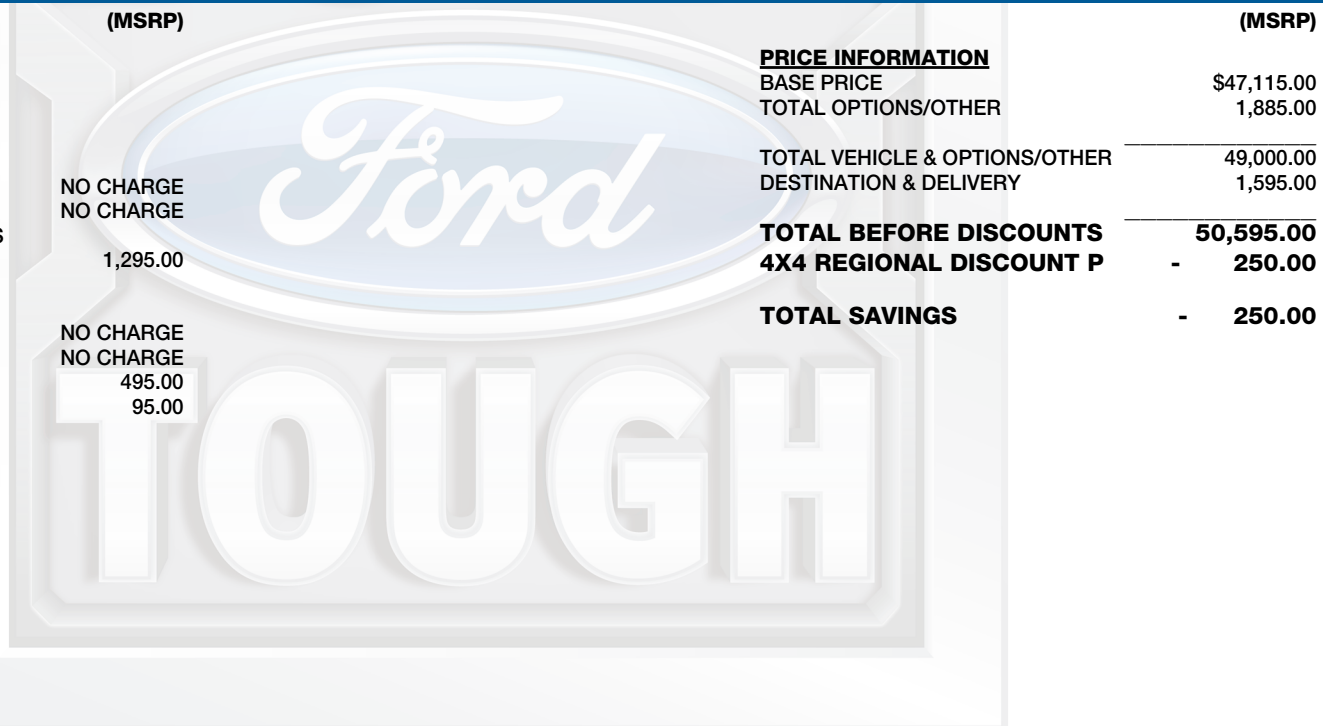 (MSRP)
NO CHARGE
NO CHARGE
S
1,295.00
NO CHARGE
NO CHARGE
495.00
95.00
(MSRP)
PRICE INFORMATION
BASE PRICE $47,115.00
TOTAL OPTIONS/OTHER 1,885.00
TOTAL VEHICLE & OPTIONS/OTHER 49,000.00
DESTINATION & DELIVERY 1,595.00
TOTAL BEFORE DISCOUNTS 50,595.00
4X4 REGIONAL DISCOUNT P - 250.00
TOTAL SAVINGS - 250.00
Ford
TOUGH